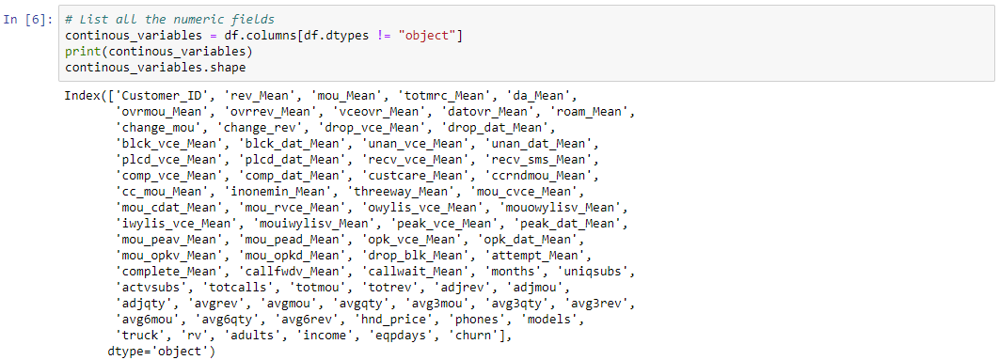 In [6]: # List all the numeric fields
continous_variables = df.columns[df.dtypes != "object"]
print(continous_variables)
continous_variables.shape
Index(['Customer_ID', 'rev_Mean', 'mou_Mean', 'totmrc_Mean', 'da_Mean',
'ovrmou_Mean', 'ovrrev_Mean', 'vceovr_Mean', 'datovr_Mean', 'roam_Mean',
'change_mou', 'change_rev', 'drop_vce_Mean', 'drop_dat_Mean',
'blck_vce_Mean', 'blck_dat_Mean', 'unan_vce_Mean', 'unan_dat_Mean',
'plcd_vce_Mean', 'plcd_dat_Mean', 'recv_vce_Mean', 'recv_sms_Mean',
'comp_vce_Mean', 'comp_dat_Mean', 'custcare_Mean', 'ccrndmou_Mean',
'cc_mou_Mean', 'inonemin_Mean', 'threeway_Mean', 'mou_cvce_Mean',
'mou_cdat_Mean', 'mou_rvce_Mean', 'owylis_vce_Mean', 'mouowylisv_Mean',
'iwylis_vce_Mean', 'mouiwylisv_Mean', 'peak_vce_Mean', 'peak_dat_Mean',
'mou_peav_Mean', 'mou_pead_Mean', 'opk_vce_Mean', 'opk_dat_Mean',
'mou_opkv_Mean', 'mou_opkd_Mean', 'drop_blk_Mean', 'attempt_Mean',
'complete_Mean', 'callfwdv_Mean', 'callwait_Mean', 'months', 'uniqsubs',
'actvsubs', 'totcalls', 'totmou', 'totrev', 'adjrev', 'adjmou',
'adjqty', 'avgrev', 'avgmou', 'avgqty', 'avg3mou', 'avg3qty', 'avg3rev',
'avg6mou', 'avg6qty', 'avg6rev', 'hnd_price', 'phones', 'models',
'truck', 'rv', 'adults', 'income', 'eqpdays', 'churn'],
dtype='object')